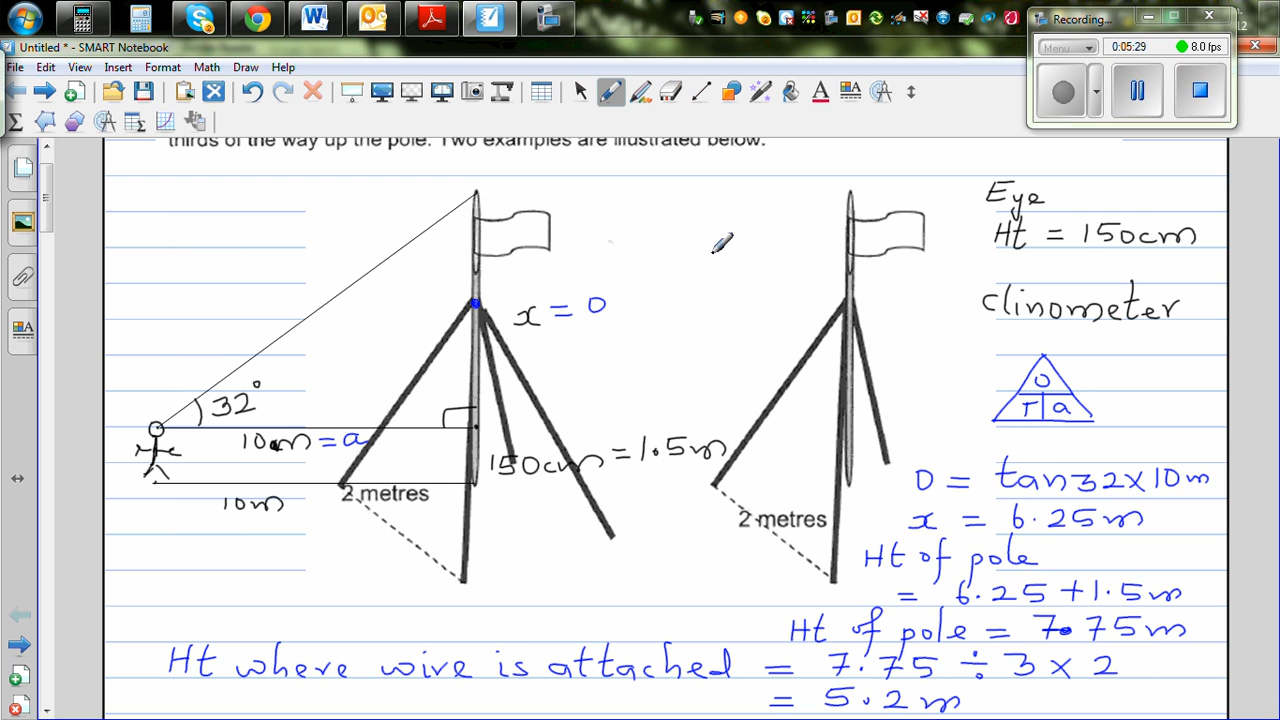 Untitled * - SMART Notebook
Recording...
File Edit View Insert Format Math Draw Help
Menu
0:05:29
8.0 fps
thirds of the way up the pole. Two examples are illustrated below.
Eye
Ht = 150cm
x = 0
clinometer
32°
O
T a
10m = a
150cm = 1.5m
10m
2 metres
2 metres
O = tan32x10m
x = 6.25m
Ht of pole
= 6.25 + 1.5m
Ht of pole = 7.75m
Ht where wire is attached = 7.75 ÷ 3 x 2
= 5.2m